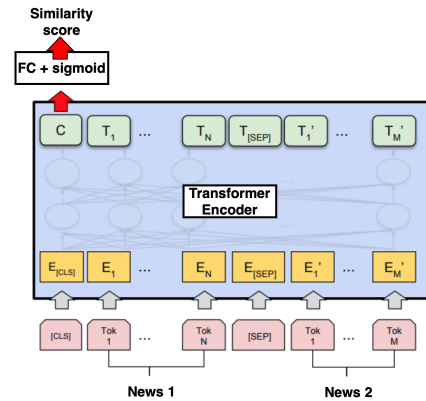 Similarity
score
FC + sigmoid
C T1 ... TN T[SEP] T1' ... TM'
...
Transformer
Encoder
...
E[CLS] E1 ... EN E[SEP] E1' ... EM'
[CLS] Tok 1 ... Tok N [SEP] Tok 1 ... Tok M
News 1 News 2